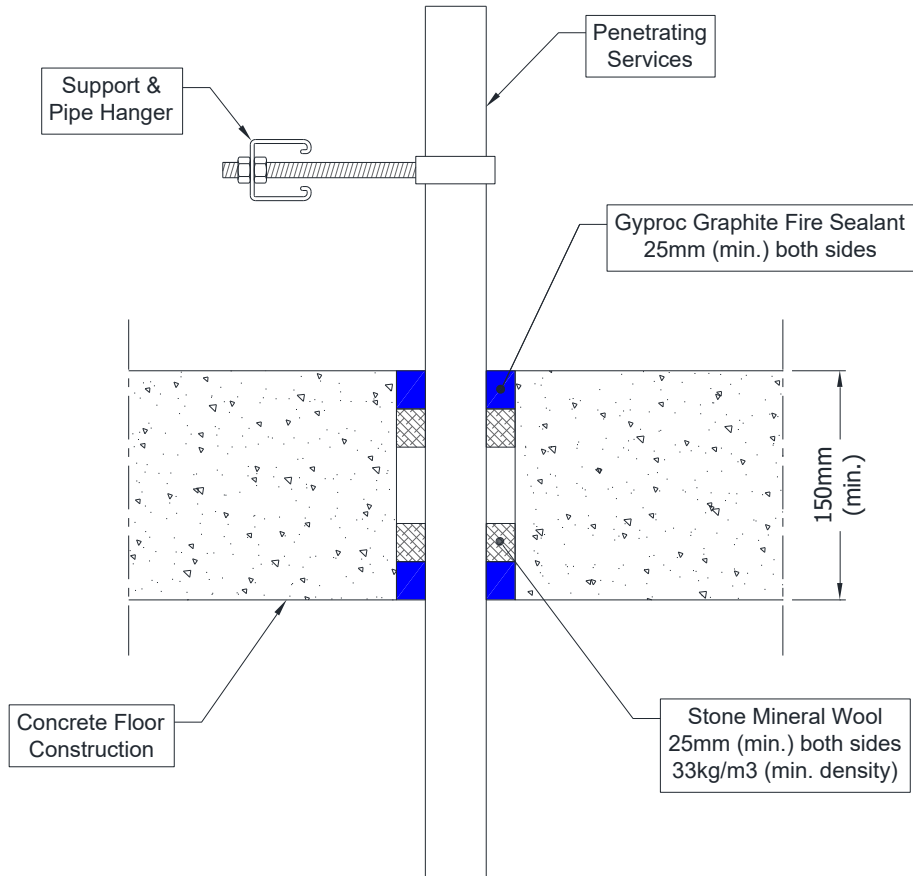 Penetrating
Services
Support &
Pipe Hanger
Gyproc Graphite Fire Sealant
25mm (min.) both sides
150mm
(min.)
Concrete Floor
Construction
Stone Mineral Wool
25mm (min.) both sides
33kg/m3 (min. density)